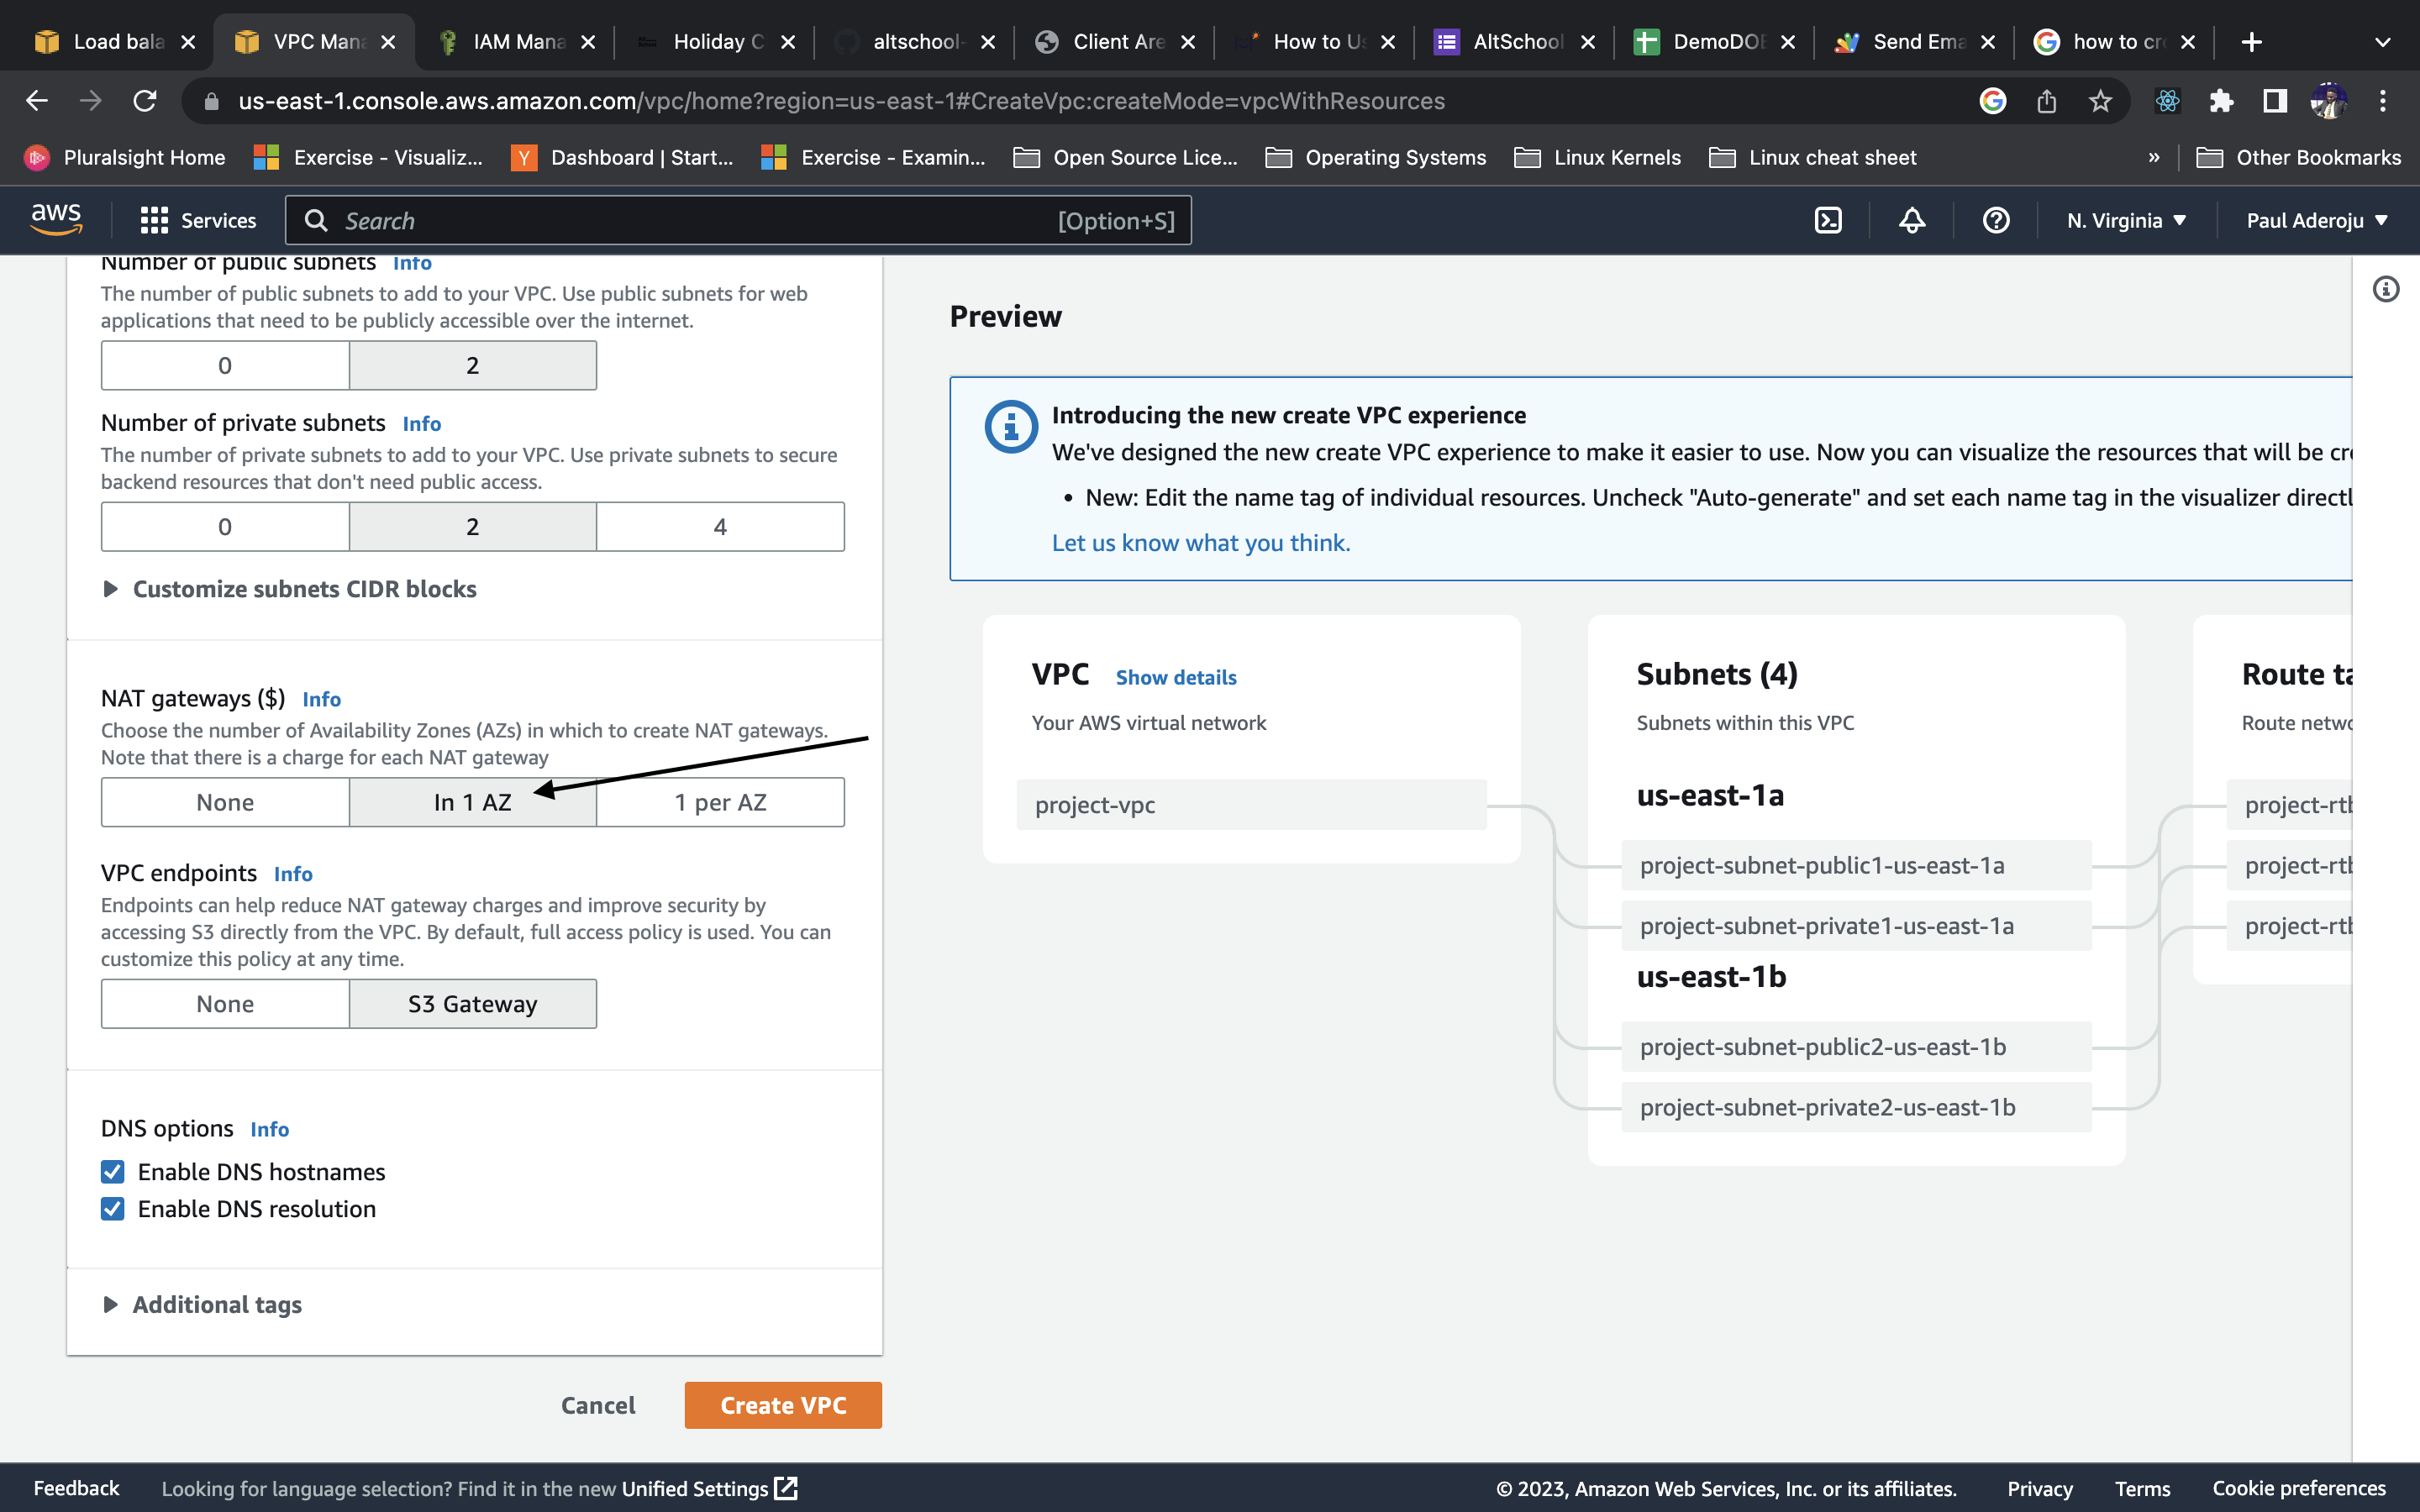 Load bala
VPC Mana
IAM Mana
Holiday C
altschool-
Client Are
How to Us
AltSchool
DemoDOE
Send Ema
how to cr
us-east-1.console.aws.amazon.com/vpc/home?region=us-east-1#CreateVpc:createMode=vpcWithResources
Pluralsight Home
Exercise - Visualiz...
Dashboard | Start...
Exercise - Examin...
Open Source Lice...
Operating Systems
Linux Kernels
Linux cheat sheet
»
Other Bookmarks
aws
Services
Search
[Option+S]
N. Virginia
Paul Aderoju
Number of public subnets Info
The number of public subnets to add to your VPC. Use public subnets for web
applications that need to be publicly accessible over the internet.
0
2
Number of private subnets Info
The number of private subnets to add to your VPC. Use private subnets to secure
backend resources that don't need public access.
0
2
4
Customize subnets CIDR blocks
NAT gateways ($) Info
Choose the number of Availability Zones (AZs) in which to create NAT gateways.
Note that there is a charge for each NAT gateway
None
In 1 AZ
1 per AZ
VPC endpoints Info
Endpoints can help reduce NAT gateway charges and improve security by
accessing S3 directly from the VPC. By default, full access policy is used. You can
customize this policy at any time.
None
S3 Gateway
DNS options Info
Enable DNS hostnames
Enable DNS resolution
Additional tags
Cancel
Create VPC
Preview
Introducing the new create VPC experience
We've designed the new create VPC experience to make it easier to use. Now you can visualize the resources that will be cre
• New: Edit the name tag of individual resources. Uncheck "Auto-generate" and set each name tag in the visualizer directl
Let us know what you think.
VPC Show details
Your AWS virtual network
project-vpc
Subnets (4)
Subnets within this VPC
us-east-1a
project-subnet-public1-us-east-1a
project-subnet-private1-us-east-1a
us-east-1b
project-subnet-public2-us-east-1b
project-subnet-private2-us-east-1b
Route ta
Route netwo
project-rtb
project-rtb
project-rtb
Feedback
Looking for language selection? Find it in the new Unified Settings
© 2023, Amazon Web Services, Inc. or its affiliates.
Privacy
Terms
Cookie preferences